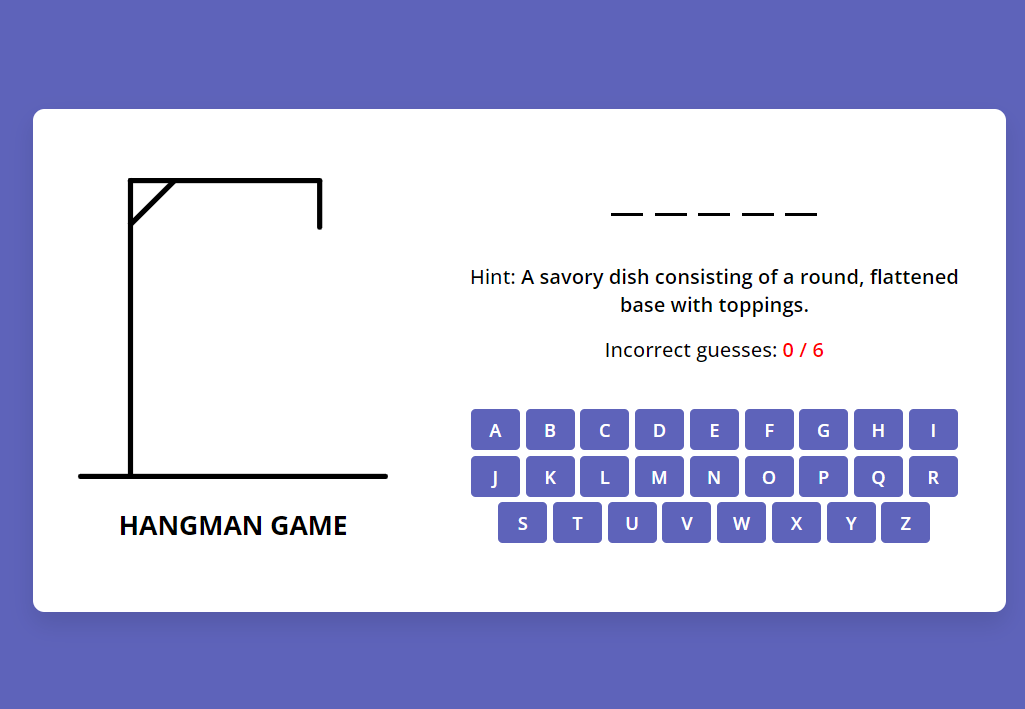 Hint: A savory dish consisting of a round, flattened
base with toppings.
Incorrect guesses: 0 / 6
A B C D E F G H I
J K L M N O P Q R
S T U V W X Y Z
HANGMAN GAME